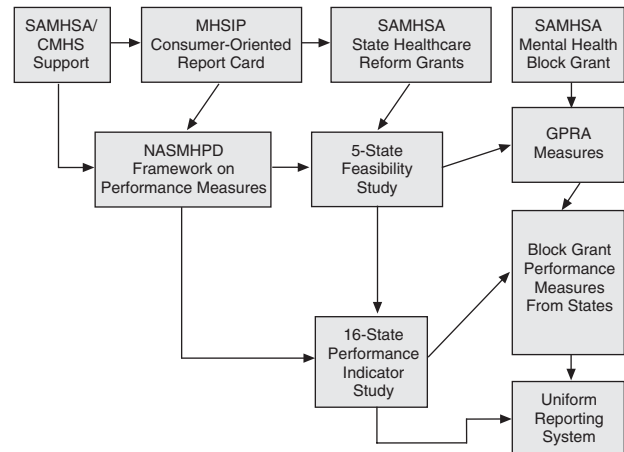 SAMHSA/
CMHS
Support
MHSIP
Consumer-Oriented
Report Card
SAMHSA
State Healthcare
Reform Grants
SAMHSA
Mental Health
Block Grant
NASMHPD
Framework on
Performance Measures
5-State
Feasibility
Study
GPRA
Measures
Block Grant
Performance
Measures
From States
16-State
Performance
Indicator
Study
Uniform
Reporting
System